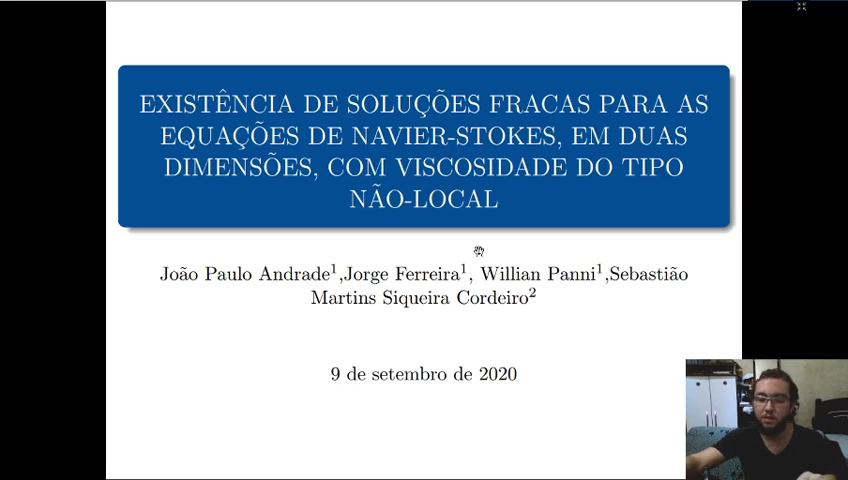 EXISTÊNCIA DE SOLUÇÕES FRACAS PARA AS
EQUAÇÕES DE NAVIER-STOKES, EM DUAS
DIMENSÕES, COM VISCOSIDADE DO TIPO
NÃO-LOCAL
João Paulo Andrade¹,Jorge Ferreira¹, Willian Panni¹,Sebastião
Martins Siqueira Cordeiro²
9 de setembro de 2020